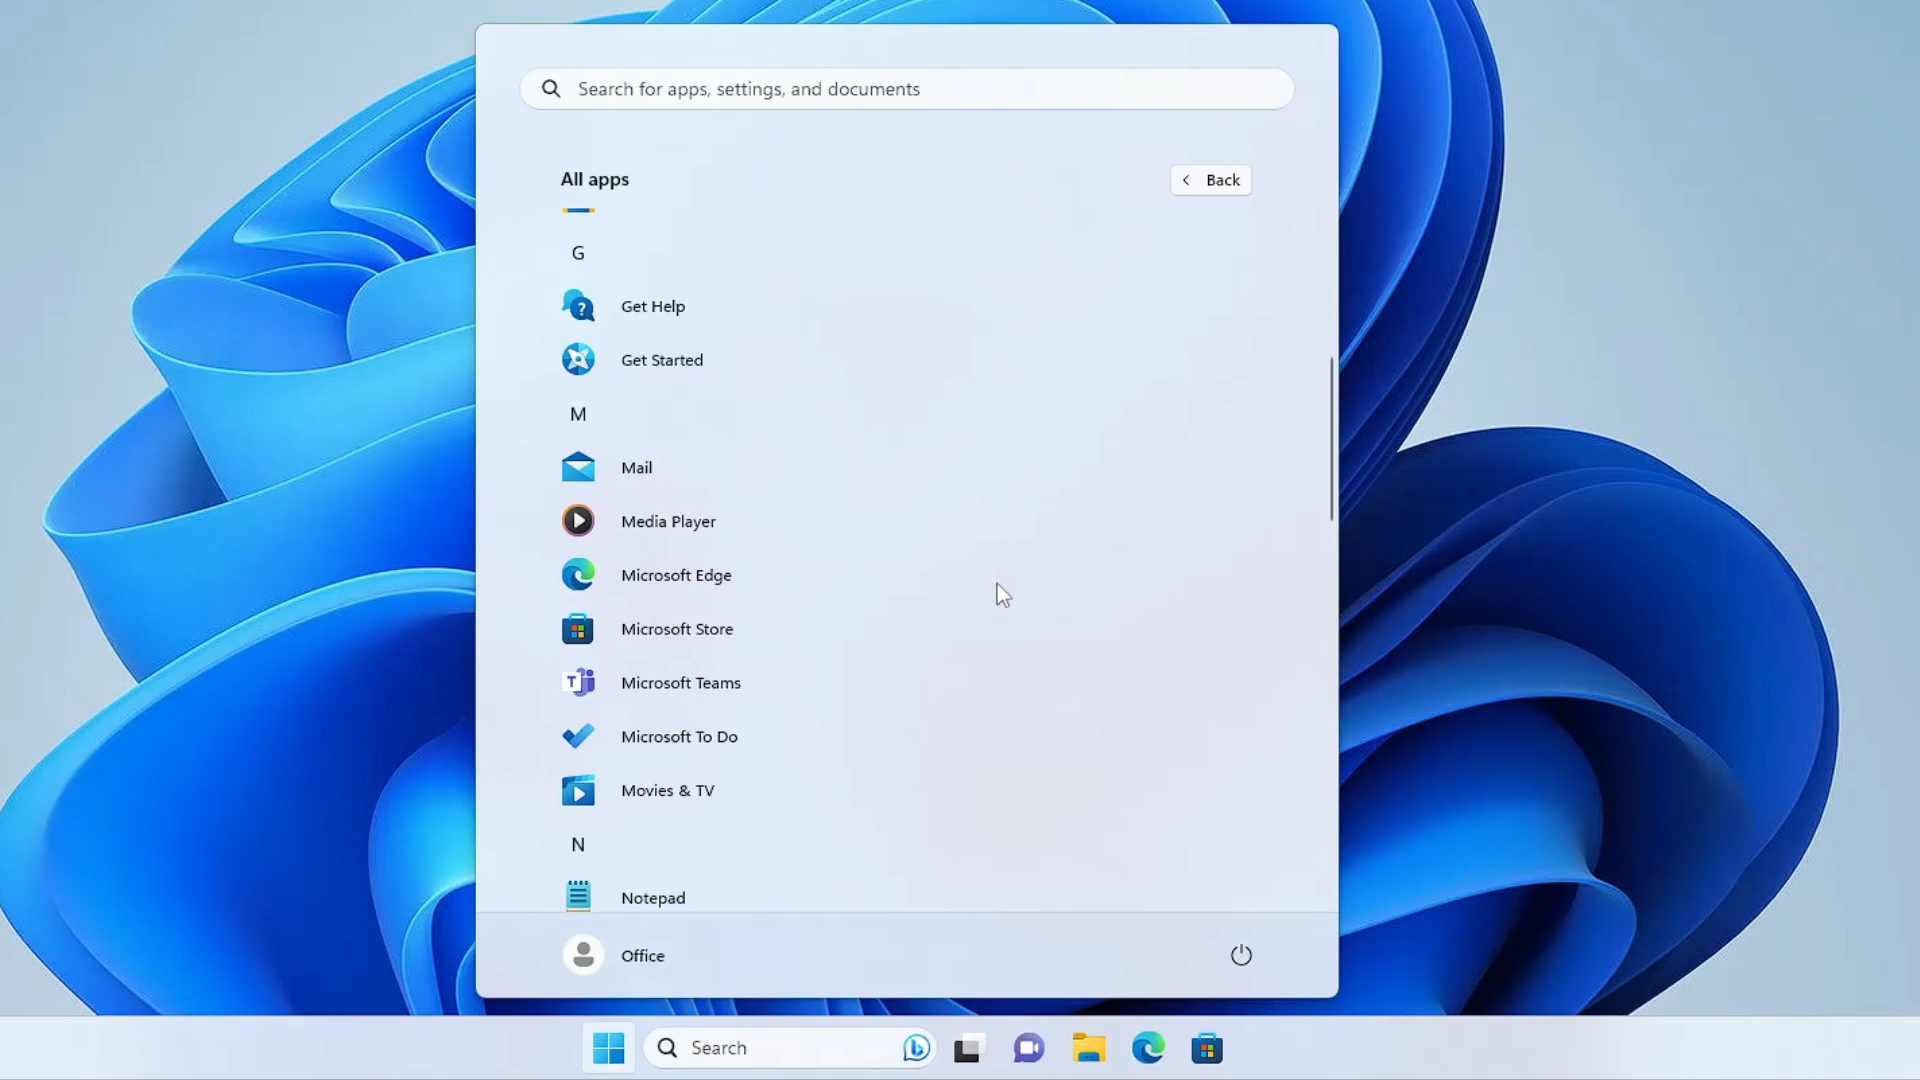 Search for apps, settings, and documents
All apps
Back
G
Get Help
Get Started
M
Mail
Media Player
Microsoft Edge
Microsoft Store
Microsoft Teams
Microsoft To Do
Movies & TV
N
Notepad
Office
Search